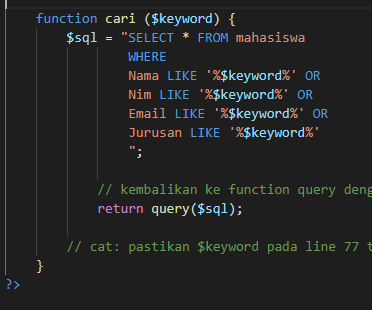 function cari ($keyword) {
$sql = "SELECT * FROM mahasiswa
WHERE
Nama LIKE '%$keyword%' OR
Nim LIKE '%$keyword%' OR
Email LIKE '%$keyword%' OR
Jurusan LIKE '%$keyword%'
";
// kembalikan ke function query deng
return query($sql);
// cat: pastikan $keyword pada line 77 t
}
?>